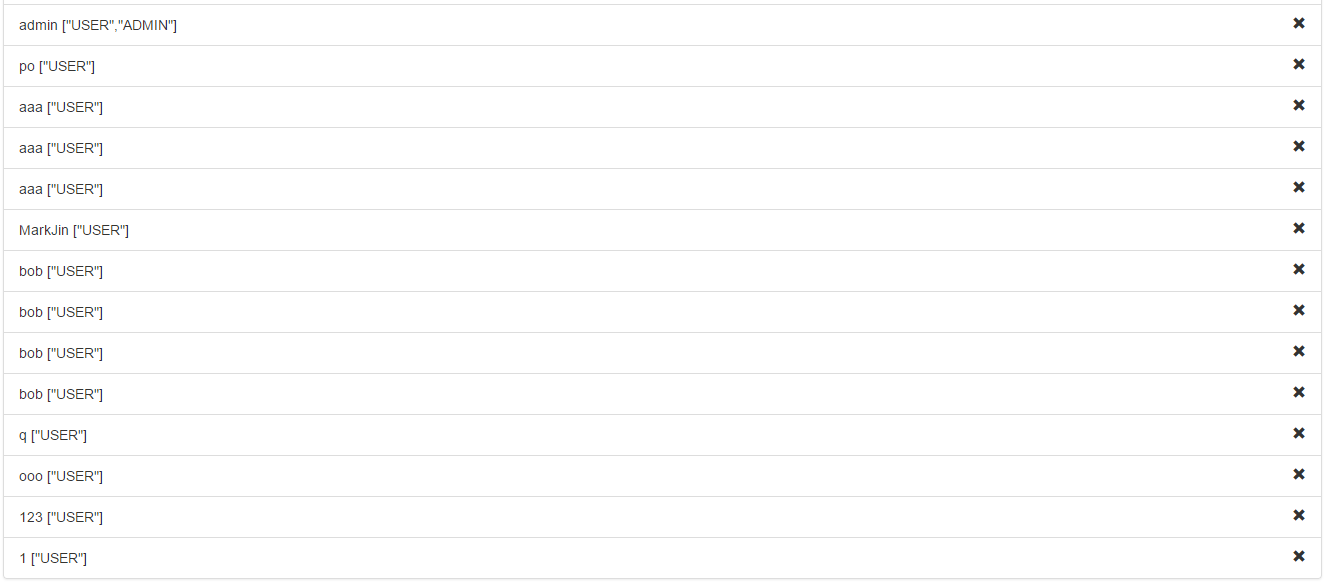 admin ["USER","ADMIN"]
po ["USER"]
aaa ["USER"]
aaa ["USER"]
aaa ["USER"]
MarkJin ["USER"]
bob ["USER"]
bob ["USER"]
bob ["USER"]
bob ["USER"]
q ["USER"]
ooo ["USER"]
123 ["USER"]
1 ["USER"]